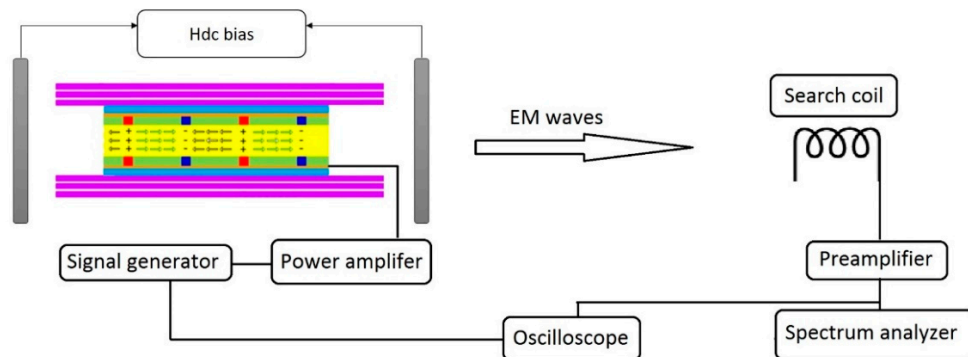 Hdc bias
EM waves
Search coil
+ - + -
+ - + -
+ - + -
Signal generator
Power amplifer
Preamplifier
Oscilloscope
Spectrum analyzer